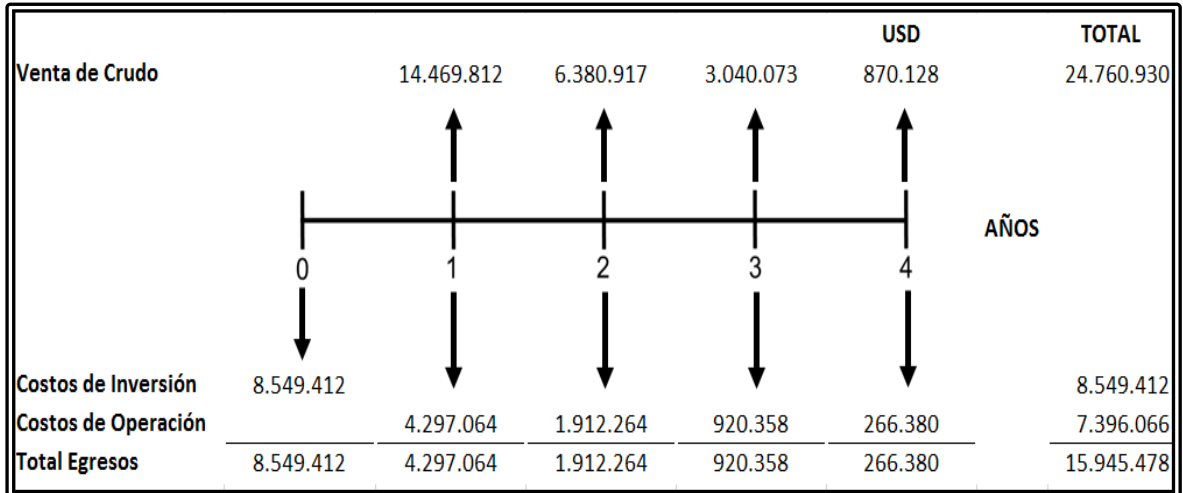 USD TOTAL
Venta de Crudo 14.469.812 6.380.917 3.040.073 870.128 24.760.930
AÑOS
0 1 2 3 4
Costos de Inversión 8.549.412 8.549.412
Costos de Operación 4.297.064 1.912.264 920.358 266.380 7.396.066
Total Egresos 8.549.412 4.297.064 1.912.264 920.358 266.380 15.945.478